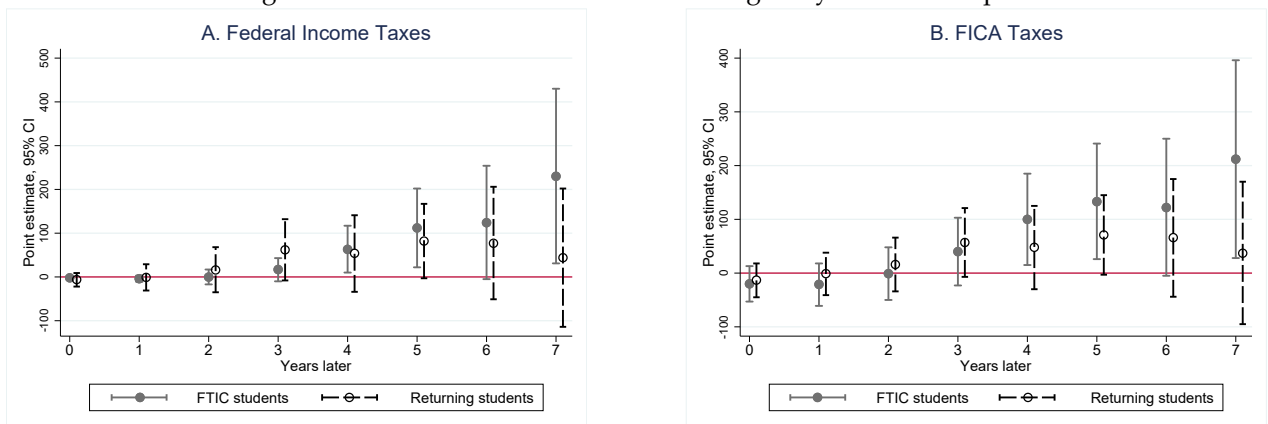 A. Federal Income Taxes
Point estimate, 95% CI
500
400
300
200
100
0
-100
0 1 2 3 4 5 6 7
Years later
FTIC students Returning students
B. FICA Taxes
Point estimate, 95% CI
400
300
200
100
0
-100
0 1 2 3 4 5 6 7
Years later
FTIC students Returning students